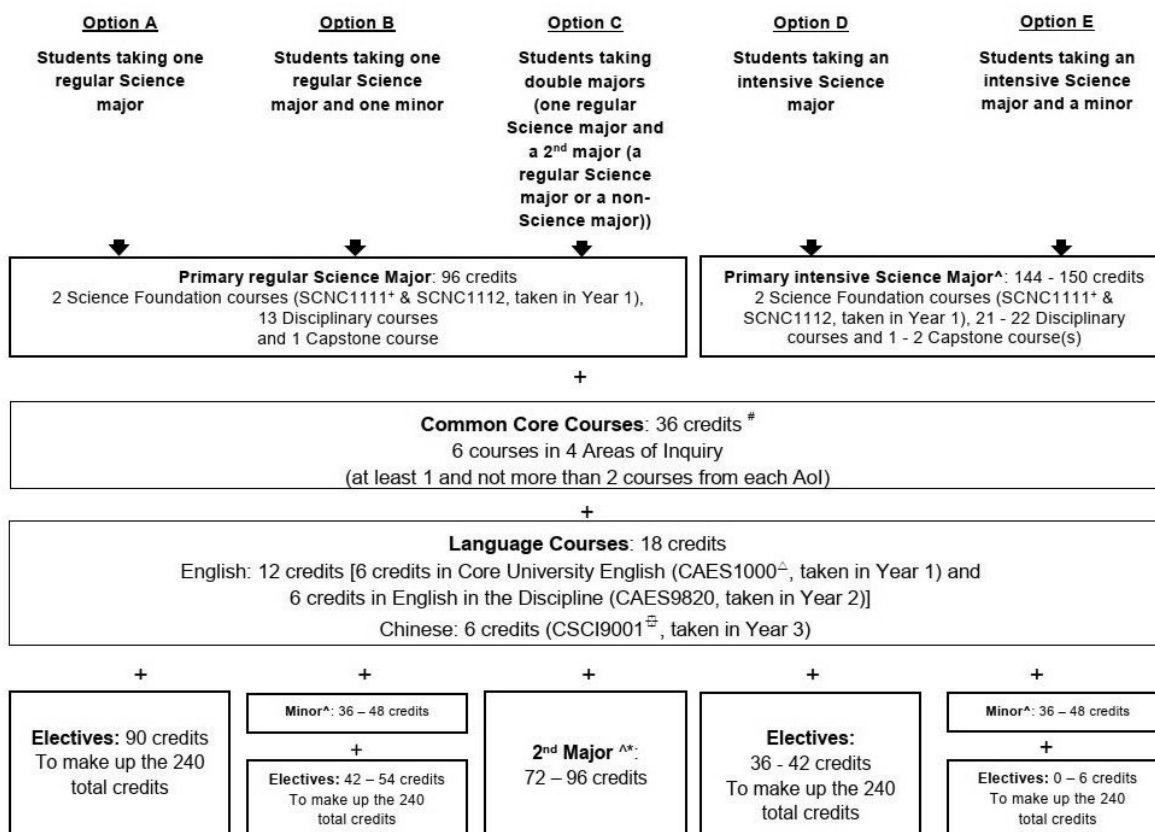 Option A
Students taking one
regular Science
major
Option B
Students taking one
regular Science
major and one minor
Option C
Students taking
double majors
(one regular
Science major and
a 2nd major (a
regular Science
major or a non-
Science major))
Option D
Students taking an
intensive Science
major
Option E
Students taking an
intensive Science
major and a minor
Primary regular Science Major: 96 credits
2 Science Foundation courses (SCNC1111+ & SCNC1112, taken in Year 1),
13 Disciplinary courses
and 1 Capstone course
Primary intensive Science Major^: 144 - 150 credits
2 Science Foundation courses (SCNC1111+ &
SCNC1112, taken in Year 1), 21 - 22 Disciplinary
courses and 1 - 2 Capstone course(s)
+
Common Core Courses: 36 credits #
6 courses in 4 Areas of Inquiry
(at least 1 and not more than 2 courses from each AoI)
+
Language Courses: 18 credits
English: 12 credits [6 credits in Core University English (CAES1000△, taken in Year 1) and
6 credits in English in the Discipline (CAES9820, taken in Year 2)]
Chinese: 6 credits (CSCI9001, taken in Year 3)
+ + + + +
Electives: 90 credits
To make up the 240
total credits
Minor^: 36 – 48 credits
+
Electives: 42 – 54 credits
To make up the 240
total credits
2nd Major ^*:
72 – 96 credits
Electives:
36 - 42 credits
To make up the 240
total credits
Minor^: 36 – 48 credits
+
Electives: 0 – 6 credits
To make up the 240
total credits